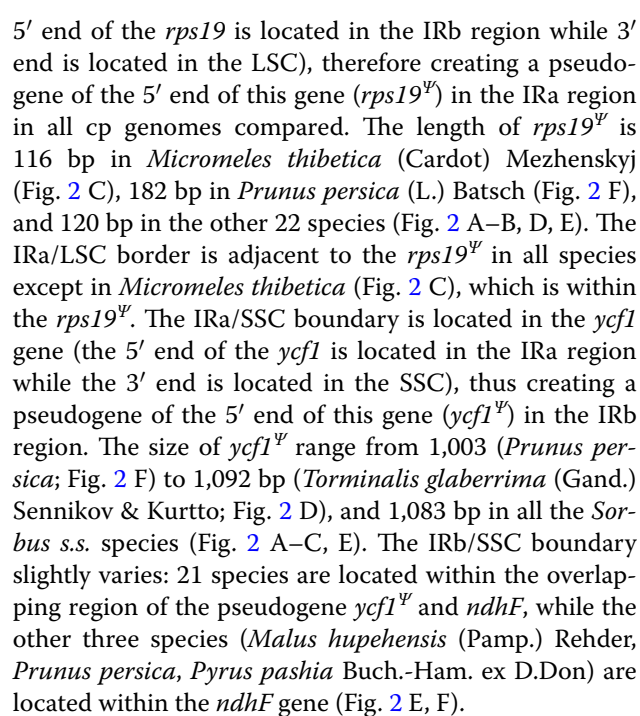 5′ end of the rps19 is located in the IRb region while 3′
end is located in the LSC), therefore creating a pseudo-
gene of the 5′ end of this gene (rps19Ψ) in the IRa region
in all cp genomes compared. The length of rps19Ψ is
116 bp in Micromeles thibetica (Cardot) Mezhenskyj
(Fig. 2 C), 182 bp in Prunus persica (L.) Batsch (Fig. 2 F),
and 120 bp in the other 22 species (Fig. 2 A–B, D, E). The
IRa/LSC border is adjacent to the rps19Ψ in all species
except in Micromeles thibetica (Fig. 2 C), which is within
the rps19Ψ. The IRa/SSC boundary is located in the ycf1
gene (the 5′ end of the ycf1 is located in the IRa region
while the 3′ end is located in the SSC), thus creating a
pseudogene of the 5′ end of this gene (ycf1Ψ) in the IRb
region. The size of ycf1Ψ range from 1,003 (Prunus per-
sica; Fig. 2 F) to 1,092 bp (Torminalis glaberrima (Gand.)
Sennikov & Kurtto; Fig. 2 D), and 1,083 bp in all the Sor-
bus s.s. species (Fig. 2 A–C, E). The IRb/SSC boundary
slightly varies: 21 species are located within the overlap-
ping region of the pseudogene ycf1Ψ and ndhF, while the
other three species (Malus hupehensis (Pamp.) Rehder,
Prunus persica, Pyrus pashia Buch.-Ham. ex D.Don) are
located within the ndhF gene (Fig. 2 E, F).